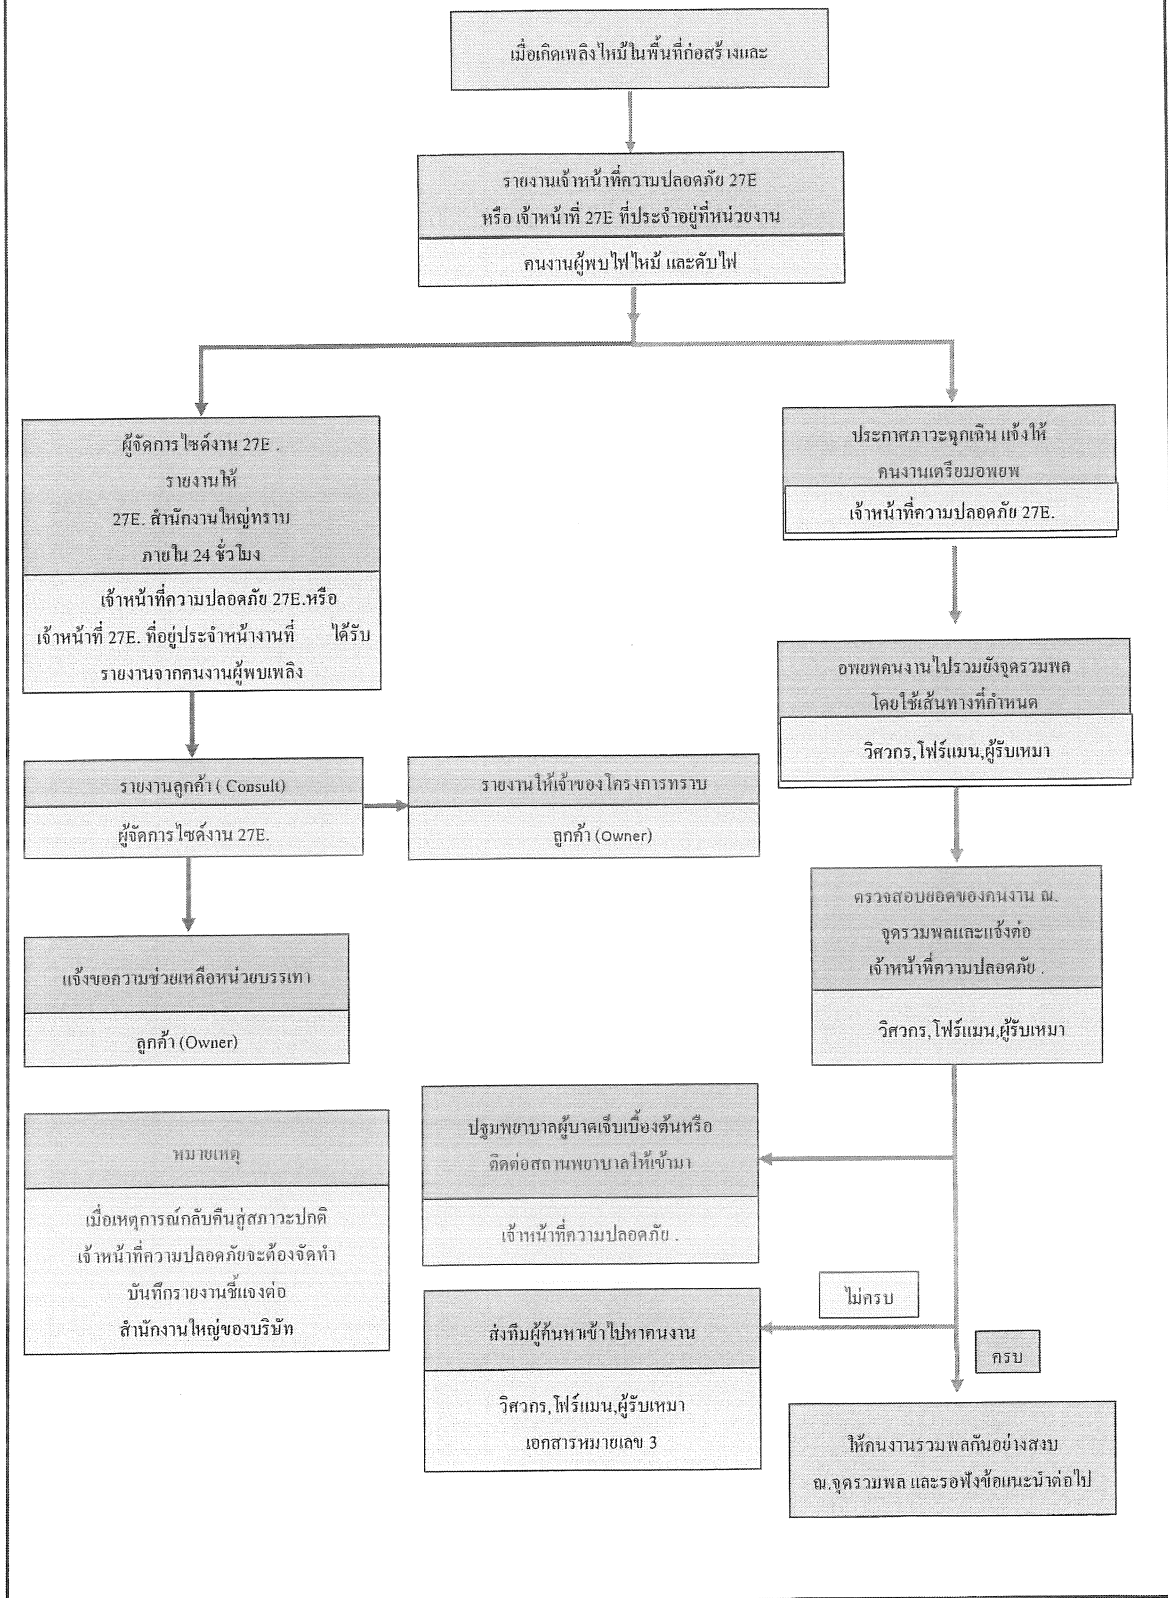 เมื่อเกิดเพลิงไหม้ในพื้นที่ก่อสร้างและ
รายงานเจ้าหน้าที่ความปลอดภัย 27E
หรือ เจ้าหน้าที่ 27E ที่ประจำอยู่ที่หน่วยงาน
คนงานผู้พบไฟไหม้ และดับไฟ
ผู้จัดการไซด์งาน 27E .
รายงานให้
27E. สำนักงานใหญ่ทราบ
ภายใน 24 ชั่วโมง
เจ้าหน้าที่ความปลอดภัย 27E.หรือ
เจ้าหน้าที่ 27E. ที่อยู่ประจำหน้างานที่ ได้รับ
รายงานจากคนงานผู้พบเพลิง
รายงานลูกค้า ( Consult)
ผู้จัดการไซด์งาน 27E.
รายงานให้เจ้าของโครงการทราบ
ลูกค้า (Owner)
แจ้งขอความช่วยเหลือหน่วยบรรเทา
ลูกค้า (Owner)
หมายเหตุ
เมื่อเหตุการณ์กลับคืนสู่สภาวะปกติ
เจ้าหน้าที่ความปลอดภัยจะต้องจัดทำ
บันทึกรายงานชี้แจงต่อ
สำนักงานใหญ่ของบริษัท
ประกาศภาวะฉุกเฉิน แจ้งให้
คนงานเตรียมอพยพ
เจ้าหน้าที่ความปลอดภัย 27E.
อพยพคนงานไปรวมยังจุดรวมพล
โดยใช้เส้นทางที่กำหนด
วิศวกร,โฟร์แมน,ผู้รับเหมา
ตรวจสอบยอดของคนงาน ณ.
จุดรวมพลและแจ้งต่อ
เจ้าหน้าที่ความปลอดภัย .
วิศวกร,โฟร์แมน,ผู้รับเหมา
ปฐมพยาบาลผู้บาดเจ็บเบื้องต้นหรือ
ติดต่อสถานพยาบาลให้เข้ามา
เจ้าหน้าที่ความปลอดภัย .
ไม่ครบ
ส่งทีมผู้ค้นหาเข้าไปหาคนงาน
วิศวกร,โฟร์แมน,ผู้รับเหมา
เอกสารหมายเลข 3
ครบ
ให้คนงานรวมพลกันอย่างสงบ
ณ.จุดรวมพล และรอฟังข้อแนะนำต่อไป